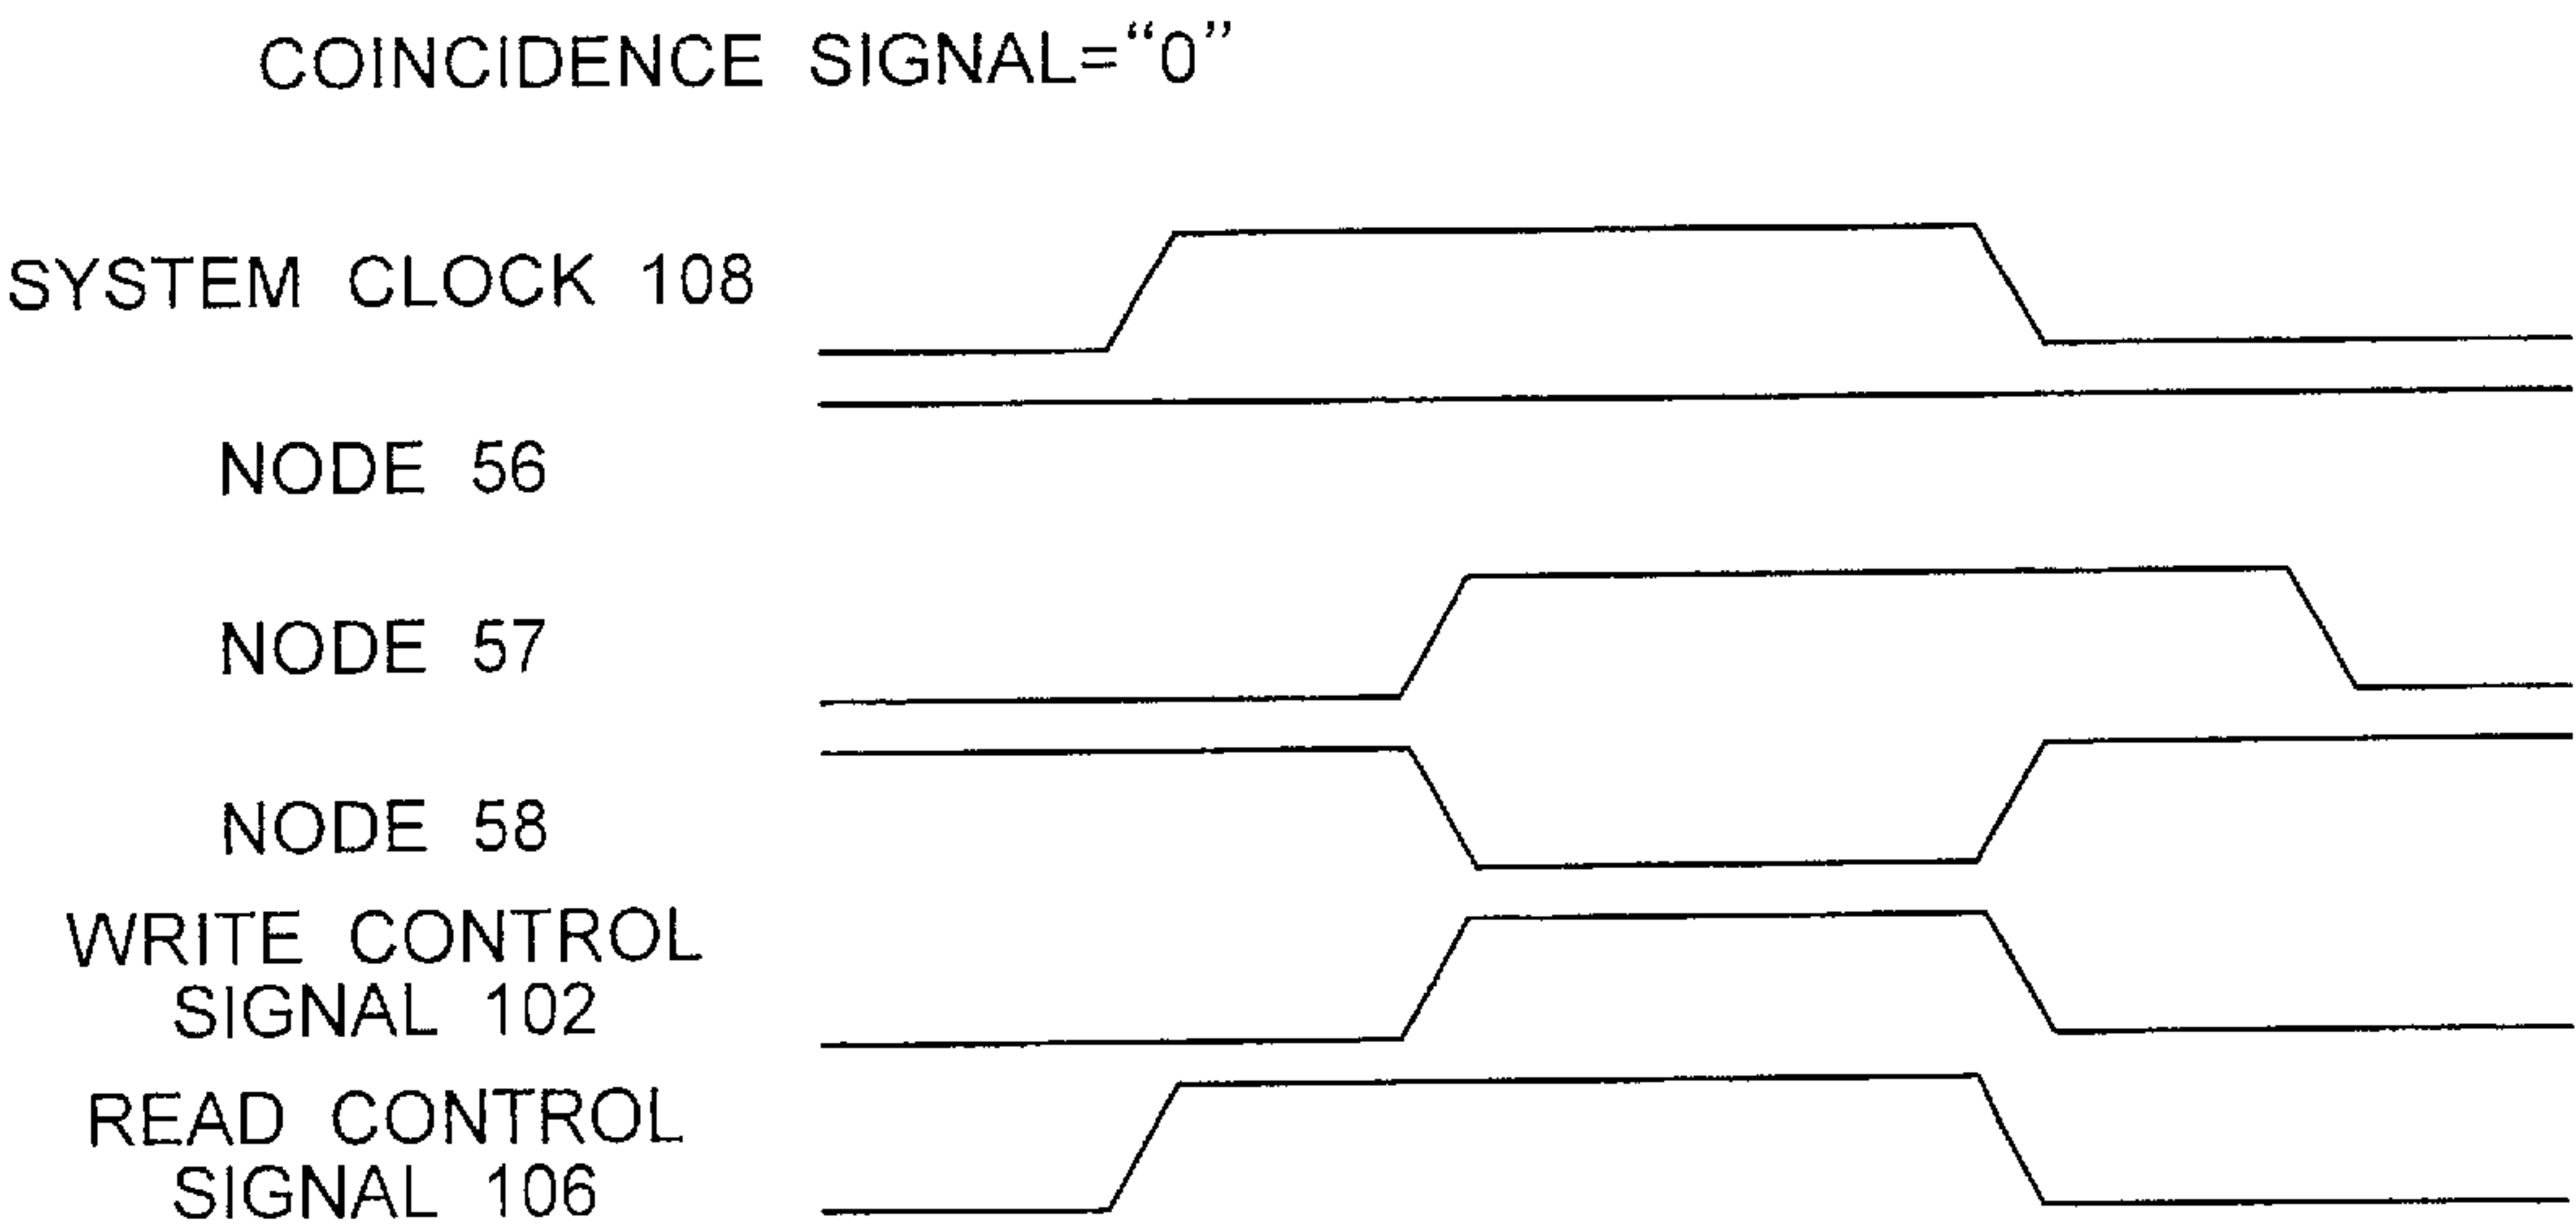 COINCIDENCE SIGNAL=“0”
SYSTEM CLOCK 108
NODE 56
NODE 57
NODE 58
WRITE CONTROL
SIGNAL 102
READ CONTROL
SIGNAL 106